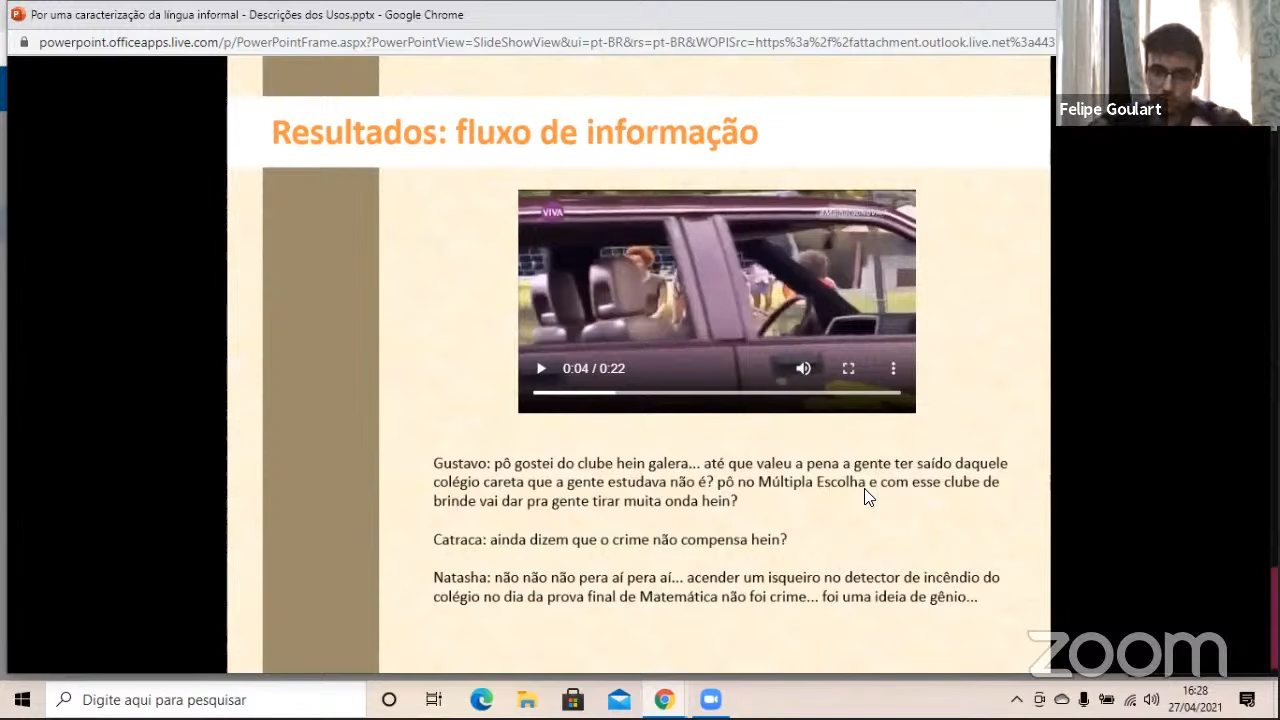 Por uma caracterização da língua informal - Descrições dos Usos.pptx - Google Chrome
powerpoint.officeapps.live.com/p/PowerPointFrame.aspx?PowerPointView=SlideShowView&ui=pt-BR&rs=pt-BR&WOPISrc=https%3a%2f%2fattachment.outlook.live.net%3a443
Felipe Goulart
Resultados: fluxo de informação
VIVA
0:04 / 0:22
Gustavo: pô gostei do clube hein galera... até que valeu a pena a gente ter saído daquele
colégio careta que a gente estudava não é? pô no Múltipla Escolha e com esse clube de
brinde vai dar pra gente tirar muita onda hein?
Catraca: ainda dizem que o crime não compensa hein?
Natasha: não não não pera aí pera aí... acender um isqueiro no detector de incêndio do
colégio no dia da prova final de Matemática não foi crime... foi uma ideia de gênio...
zoom
Digite aqui para pesquisar
16:28
27/04/2021